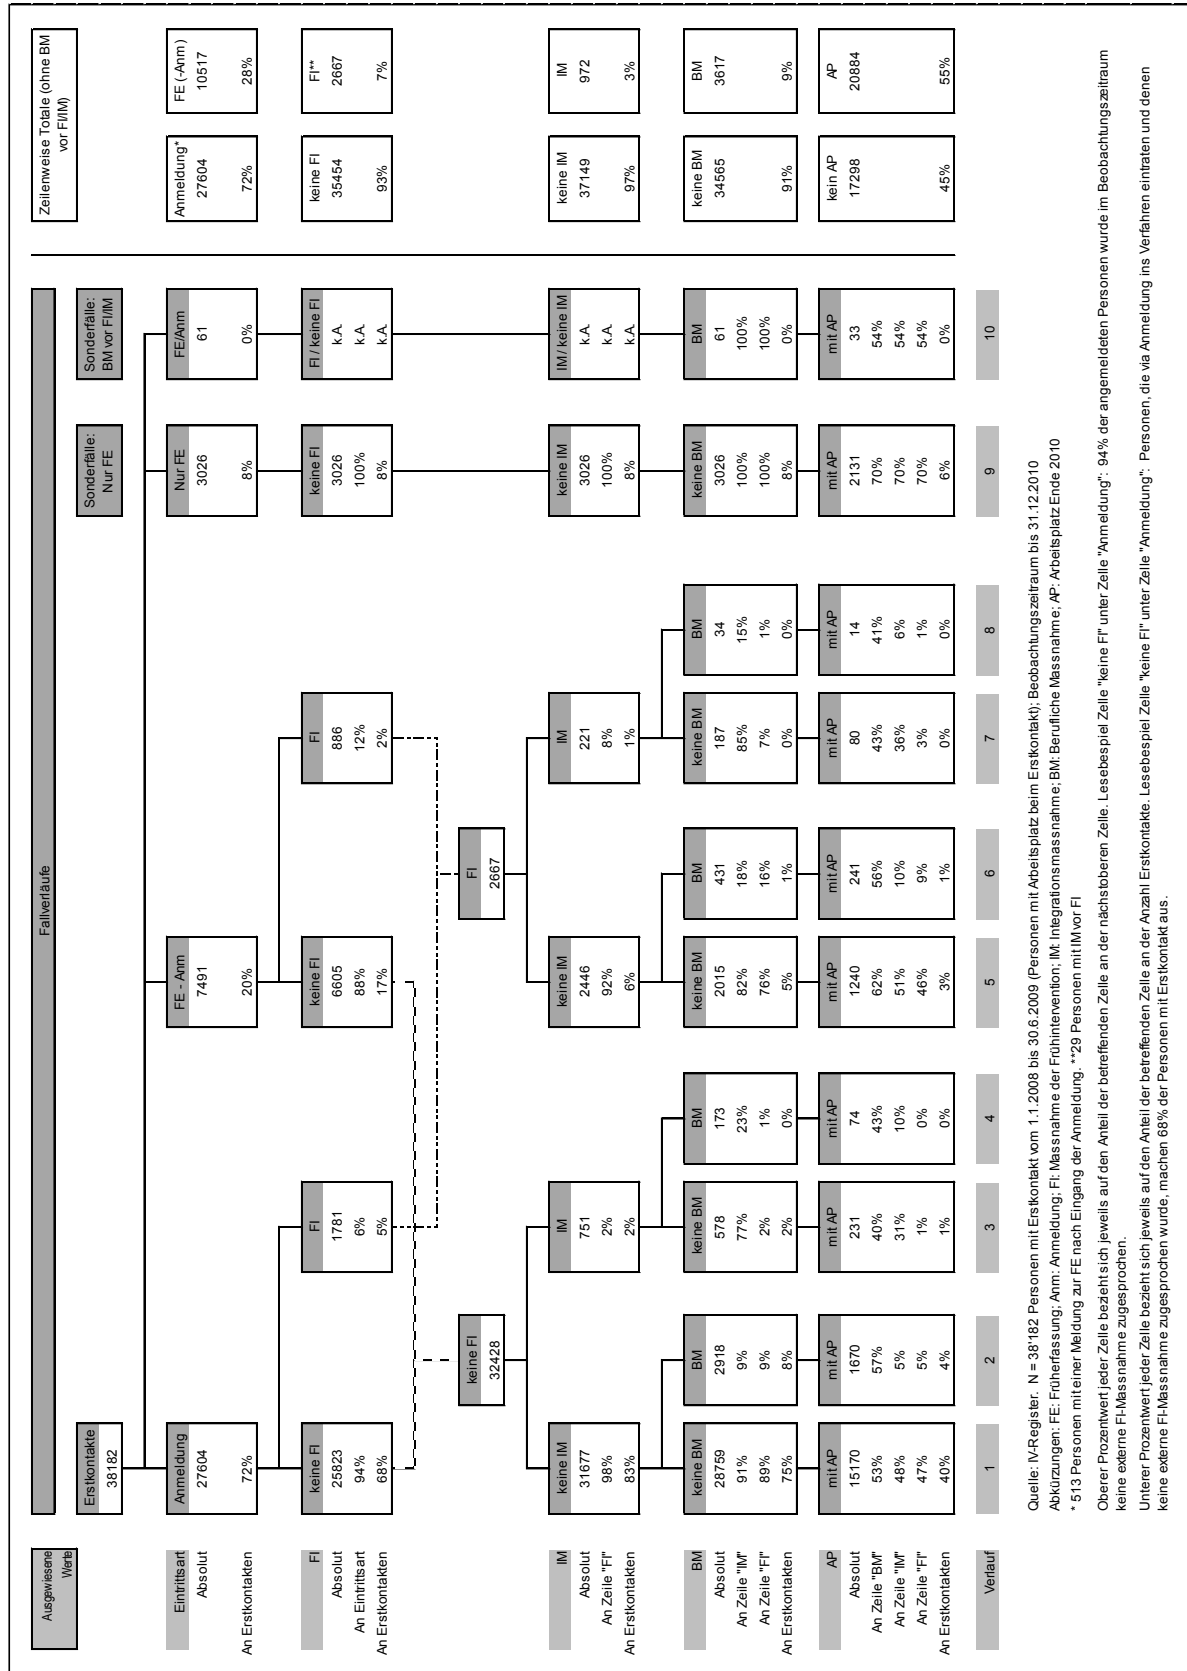 Ausgewiesene
Werte
Fallverläufe
Zeilenweise Totale (ohne BM
vor FI/IM)
Erstkontakte
38182
Sonderfälle:
Nur FE
Sonderfälle:
BM vor FI/IM
Eintrittsart
Absolut
An Erstkontakten
Anmeldung
27604
72%
FE - Anm
7491
20%
Nur FE
3026
8%
FE/Anm
61
0%
Anmeldung*
27604
72%
FE (-Anm)
10517
28%
FI
Absolut
An Eintrittsart
An Erstkontakten
keine FI
25823
94%
68%
FI
1781
6%
5%
keine FI
6605
88%
17%
FI
886
12%
2%
keine FI
3026
100%
8%
FI / keine FI
k.A.
k.A.
k.A.
keine FI
35454
93%
FI**
2667
7%
keine FI
32428
FI
2667
IM
Absolut
An Zeile "FI"
An Erstkontakten
keine IM
31677
98%
83%
IM
751
2%
2%
keine IM
2446
92%
6%
IM
221
8%
1%
keine IM
3026
100%
8%
IM / keine IM
k.A.
k.A.
k.A.
keine IM
37149
97%
IM
972
3%
BM
Absolut
An Zeile "IM"
An Zeile "FI"
An Erstkontakten
keine BM
28759
91%
89%
75%
BM
2918
9%
9%
8%
keine BM
578
77%
2%
2%
BM
173
23%
1%
0%
keine BM
2015
82%
76%
5%
BM
431
18%
16%
1%
keine BM
187
85%
7%
0%
BM
34
15%
1%
0%
keine BM
3026
100%
100%
8%
BM
61
100%
100%
0%
keine BM
34565
91%
BM
3617
9%
AP
Absolut
An Zeile "BM"
An Zeile "IM"
An Zeile "FI"
An Erstkontakten
mit AP
15170
53%
48%
47%
40%
mit AP
1670
57%
5%
5%
4%
mit AP
231
40%
31%
1%
1%
mit AP
74
43%
10%
0%
0%
mit AP
1240
62%
51%
46%
3%
mit AP
241
56%
10%
9%
1%
mit AP
80
43%
36%
3%
0%
mit AP
14
41%
6%
1%
0%
mit AP
2131
70%
70%
70%
6%
mit AP
33
54%
54%
54%
0%
kein AP
17298
45%
AP
20884
55%
Verlauf
1
2
3
4
5
6
7
8
9
10
Quelle: IV-Register. N = 38'182 Personen mit Erstkontakt vom 1.1.2008 bis 30.6.2009 (Personen mit Arbeitsplatz beim Erstkontakt); Beobachtungszeitraum bis 31.12.2010
Abkürzungen: FE: Früherfassung; Anm: Anmeldung; FI: Massnahme der Frühintervention; IM: Integrationsmassnahme; BM: Berufliche Massnahme; AP: Arbeitsplatz Ende 2010
* 513 Personen mit einer Meldung zur FE nach Eingang der Anmeldung. **29 Personen mit IM vor FI
Oberer Prozentwert jeder Zelle bezieht sich jeweils auf den Anteil der betreffenden Zelle an der nächstoberen Zelle. Lesebeispiel Zelle "keine FI" unter Zelle "Anmeldung": 94% der angemeldeten Personen wurde im Beobachtungszeitraum
keine externe FI-Massnahme zugesprochen.
Unterer Prozentwert jeder Zelle bezieht sich jeweils auf den Anteil der betreffenden Zelle an der Anzahl Erstkontakte. Lesebeispiel Zelle "keine FI" unter Zelle "Anmeldung": Personen, die via Anmeldung ins Verfahren eintraten und denen
keine externe FI-Massnahme zugesprochen wurde, machen 68% der Personen mit Erstkontakt aus.